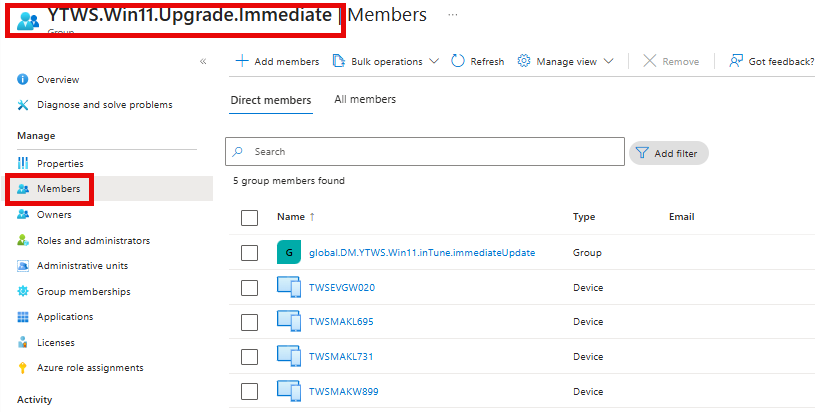 YTWS.Win11.Upgrade.Immediate | Members ...
Group
«
Add members Bulk operations Refresh Manage view Remove Got feedback?
Overview
Diagnose and solve problems
Manage
Properties
Members
Owners
Roles and administrators
Administrative units
Group memberships
Applications
Licenses
Azure role assignments
Activity
Direct members All members
Search
Add filter
5 group members found
Name ↑ Type Email
G global.DM.YTWS.Win11.inTune.immediateUpdate Group
TWSEVGW020 Device
TWSMAKL695 Device
TWSMAKL731 Device
TWSMAKW899 Device